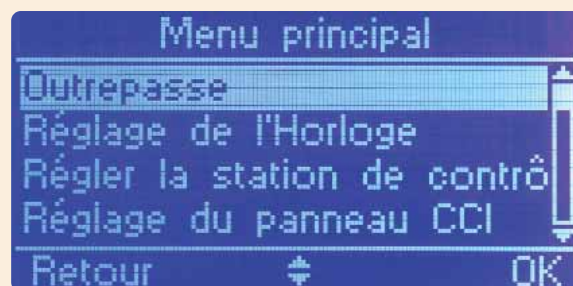 Menu principal
Outrepasse
Réglage de l'Horloge
Régler la station de contrô
Réglage du panneau CCI
Retour OK